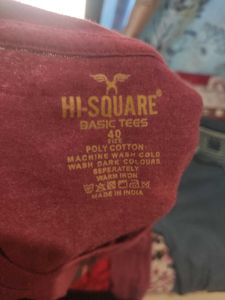 HI-SQUARE®
BASIC TEES
40
SIZE
POLY COTTON
MACHINE WASH COLD
WASH DARK COLOURS
SEPERATELY
WARM IRON
MADE IN INDIA